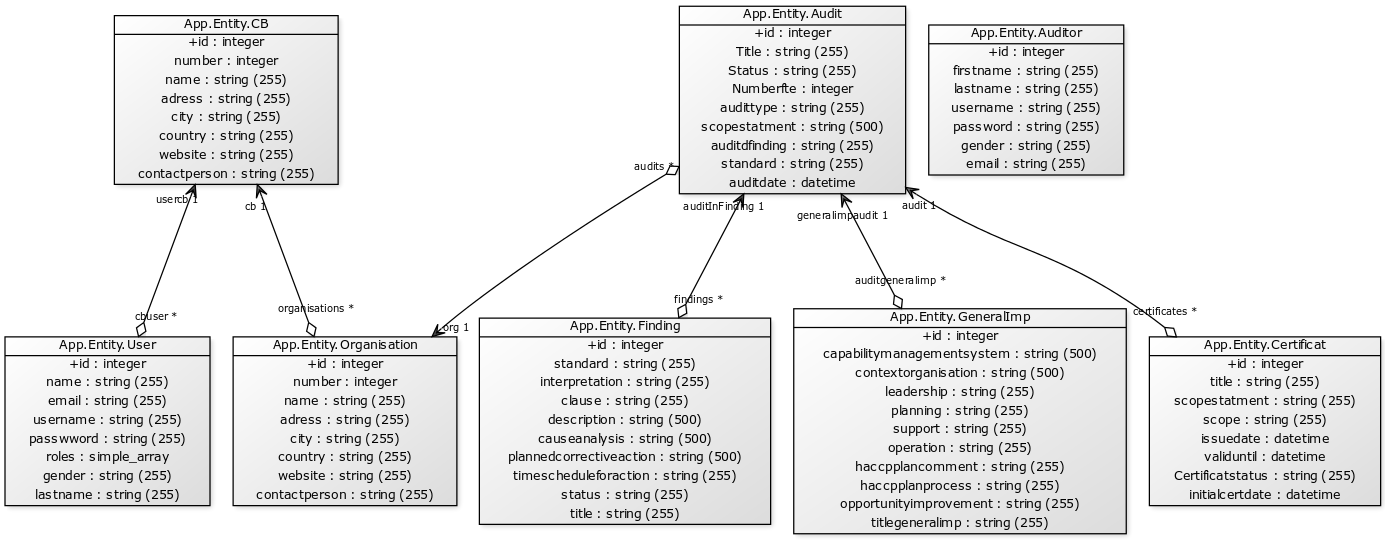 App.Entity.CB
+id : integer
number : integer
name : string (255)
adress : string (255)
city : string (255)
country : string (255)
website : string (255)
contactperson : string (255)
App.Entity.Audit
+id : integer
Title : string (255)
Status : string (255)
Numberfte : integer
audittype : string (255)
scopestatment : string (500)
auditdfinding : string (255)
standard : string (255)
auditdate : datetime
App.Entity.Auditor
+id : integer
firstname : string (255)
lastname : string (255)
username : string (255)
password : string (255)
gender : string (255)
email : string (255)
audits *
usercb 1
cb 1
auditInFinding 1
generalimpaudit 1
audit 1
cbuser *
organisations *
org 1
findings *
auditgeneralimp *
certificates *
App.Entity.User
+id : integer
name : string (255)
email : string (255)
username : string (255)
passwword : string (255)
roles : simple_array
gender : string (255)
lastname : string (255)
App.Entity.Organisation
+id : integer
number : integer
name : string (255)
adress : string (255)
city : string (255)
country : string (255)
website : string (255)
contactperson : string (255)
App.Entity.Finding
+id : integer
standard : string (255)
interpretation : string (255)
clause : string (255)
description : string (500)
causeanalysis : string (500)
plannedcorrectiveaction : string (500)
timescheduleforaction : string (255)
status : string (255)
title : string (255)
App.Entity.GeneralImp
+id : integer
capabilitymanagementsystem : string (500)
contextorganisation : string (500)
leadership : string (255)
planning : string (255)
support : string (255)
operation : string (255)
haccpplancomment : string (255)
haccpplanprocess : string (255)
opportunityimprovement : string (255)
titlegeneralimp : string (255)
App.Entity.Certificat
+id : integer
title : string (255)
scopestatment : string (255)
scope : string (255)
issuedate : datetime
validuntil : datetime
Certificatstatus : string (255)
initialcertdate : datetime